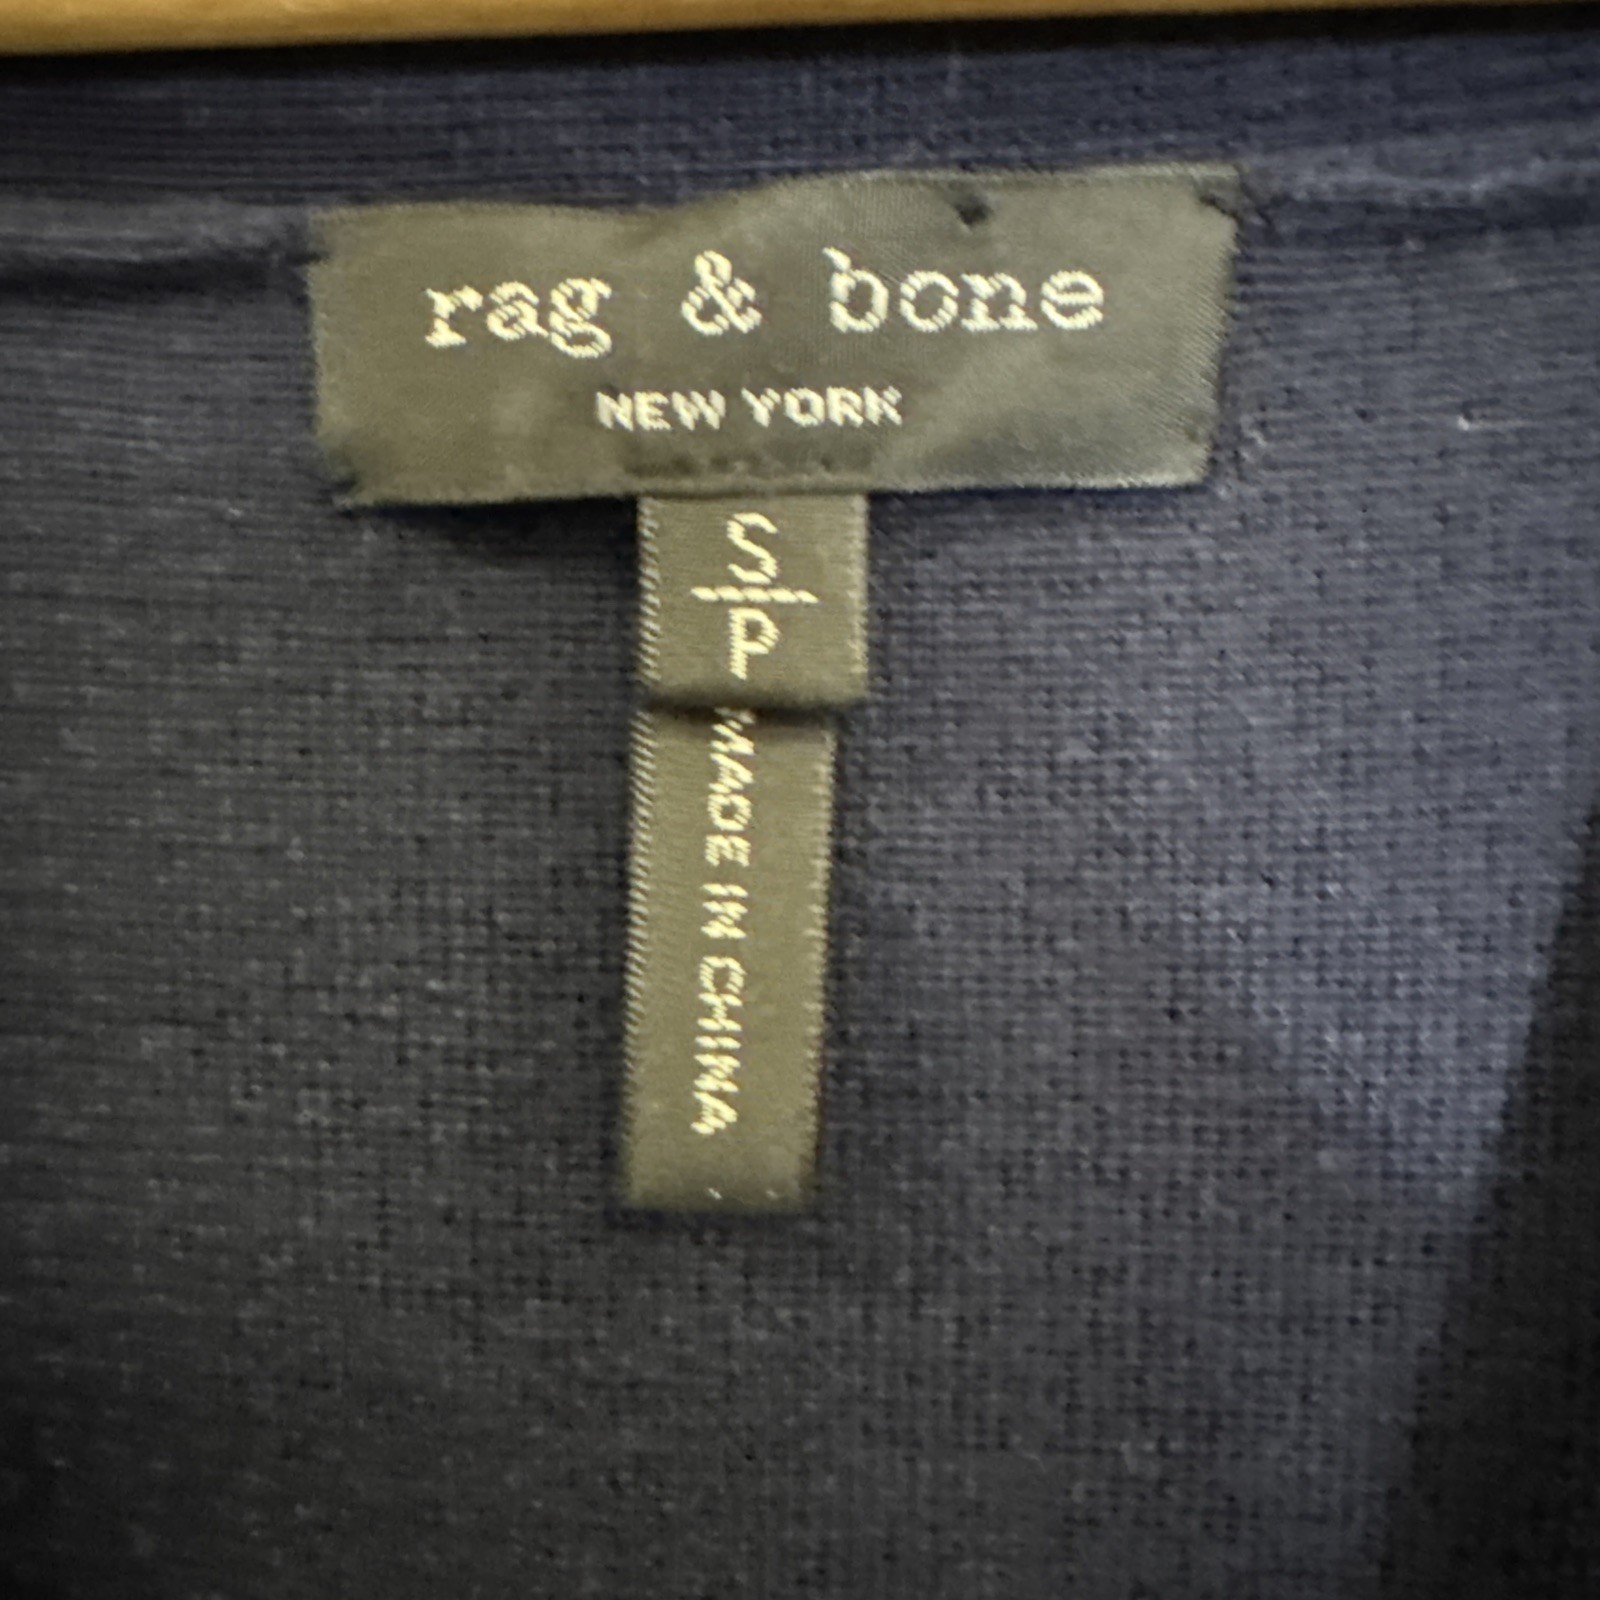 rag & bone
NEW YORK
S
P
MADE IN CHINA